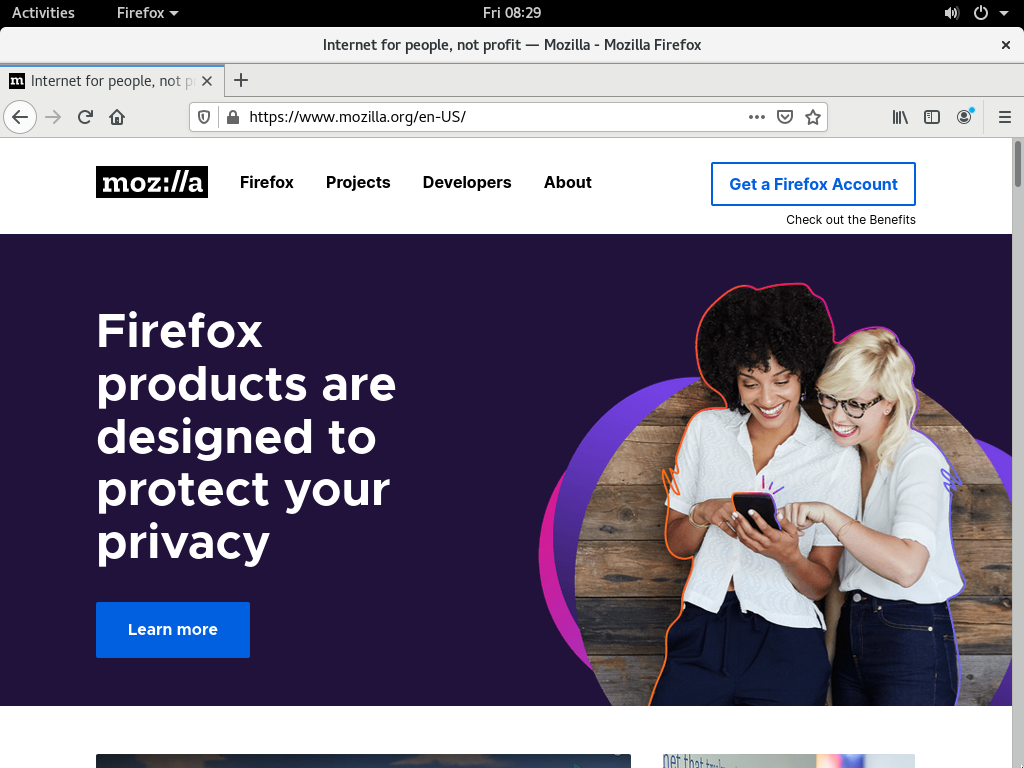 Activities Firefox Fri 08:29
Internet for people, not profit — Mozilla - Mozilla Firefox
Internet for people, not pr
https://www.mozilla.org/en-US/
moz://a Firefox Projects Developers About Get a Firefox Account
Check out the Benefits
Firefox
products are
designed to
protect your
privacy
Learn more